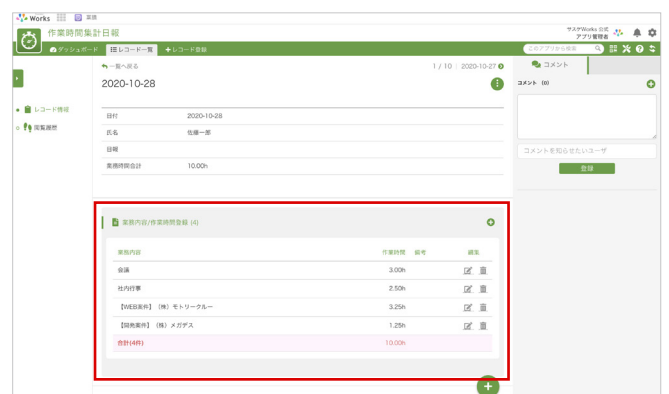 Works
実績
作業時間集計日報
サスケWorks 公式
アプリ管理者
ダッシュボード
レコード一覧
レコード登録
このアプリから検索
一覧へ戻る
1 / 10
2020-10-27
2020-10-28
レコード情報
閲覧履歴
日付 2020-10-28
氏名 佐藤一郎
日報
業務時間合計 10.00h
コメント
コメント (0)
コメントを知らせたいユーザ
登録
業務内容/作業時間登録 (4)
業務内容 作業時間 備考 編集
会議 3.00h
社内行事 2.50h
【WEB案件】（株）モトリークルー 3.25h
【開発案件】（株）メガデス 1.25h
合計(4件) 10.00h